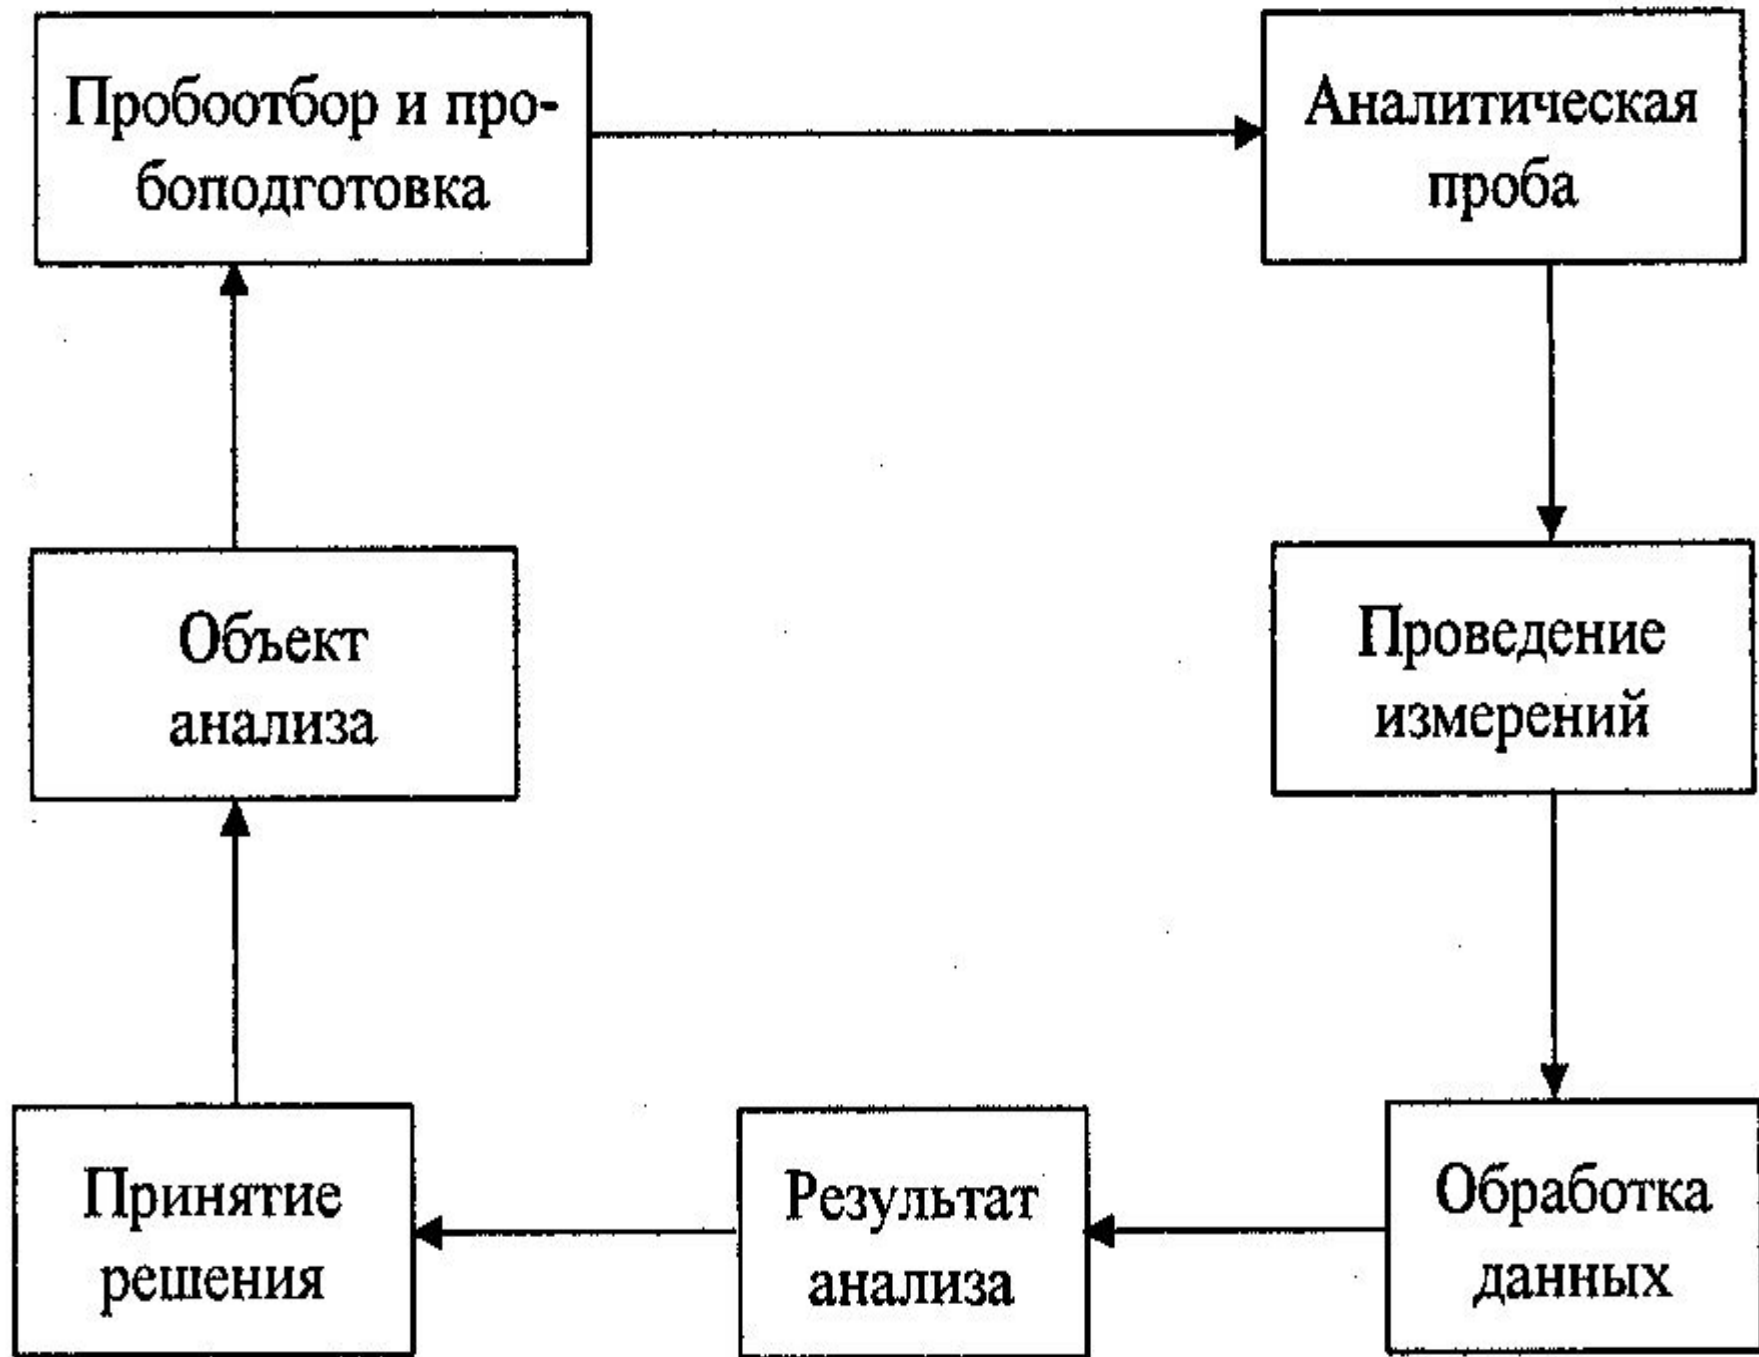 Пробоотбор и про-
боподготовка
Аналитическая
проба
Объект
анализа
Проведение
измерений
Принятие
решения
Результат
анализа
Обработка
данных